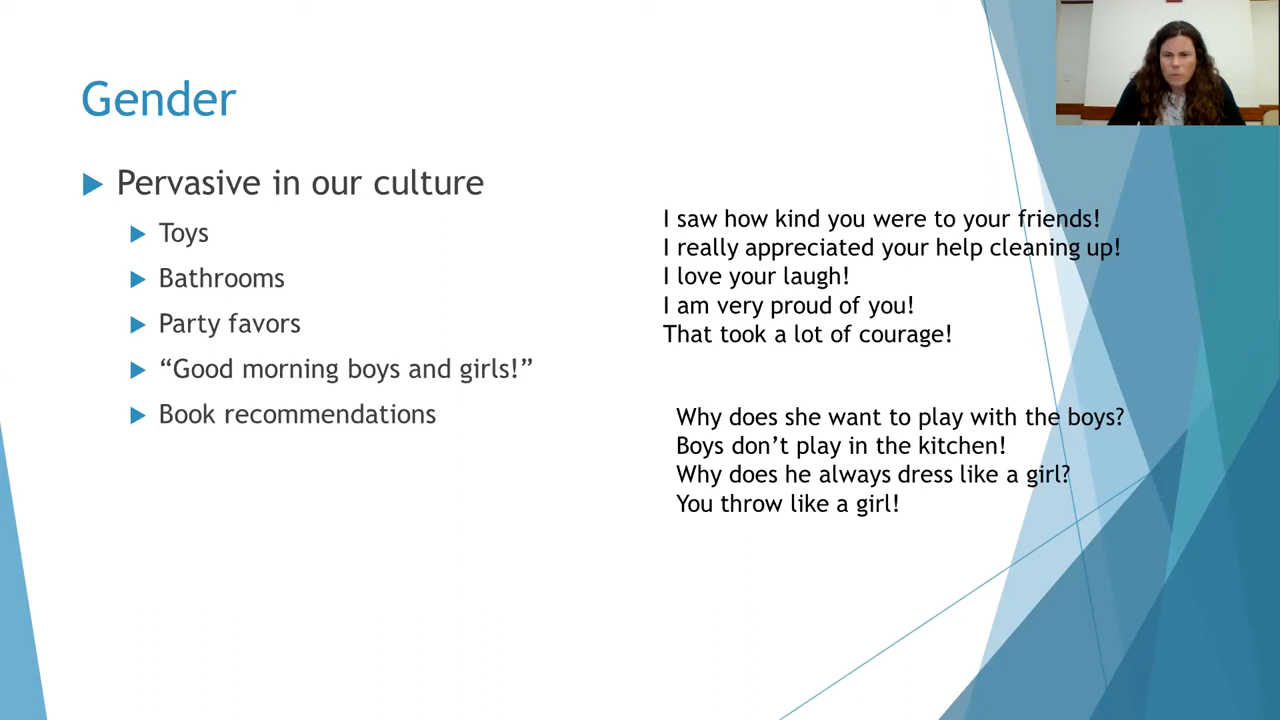 Gender
Pervasive in our culture
Toys
Bathrooms
Party favors
“Good morning boys and girls!”
Book recommendations
I saw how kind you were to your friends!
I really appreciated your help cleaning up!
I love your laugh!
I am very proud of you!
That took a lot of courage!
Why does she want to play with the boys?
Boys don’t play in the kitchen!
Why does he always dress like a girl?
You throw like a girl!